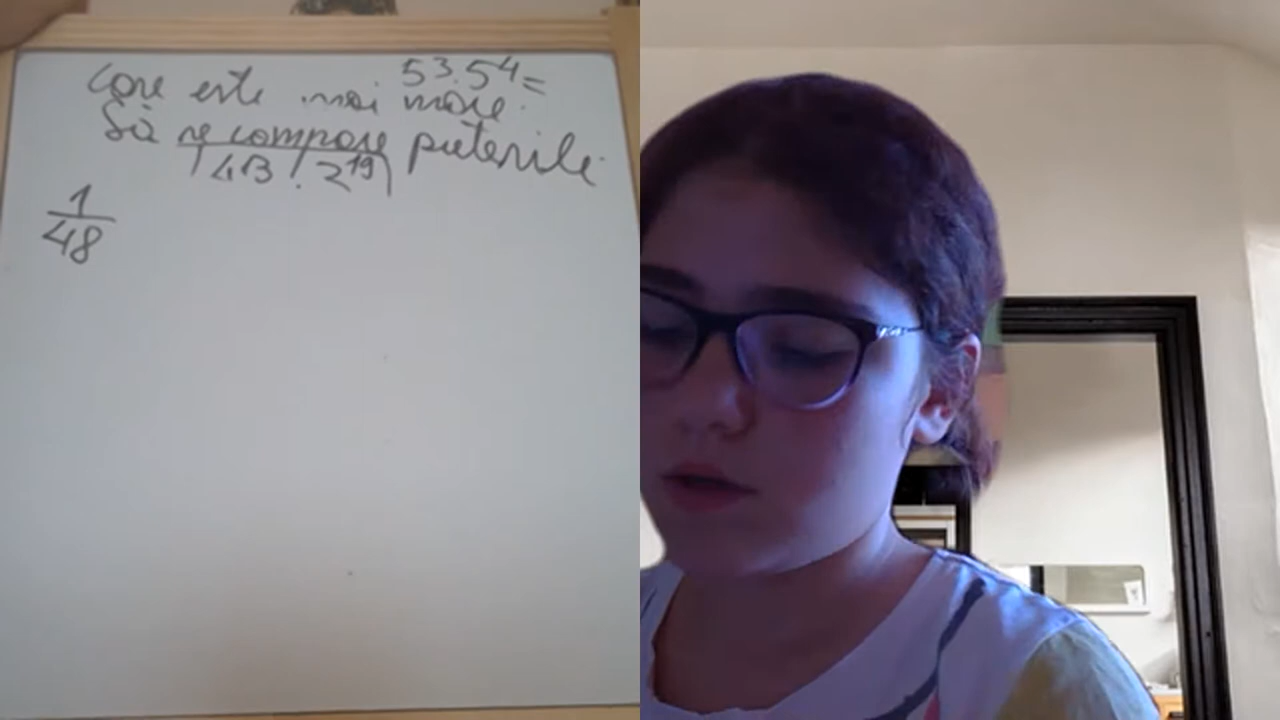 5³·5⁴=
care este mai mare.
Să se compare puterile
4¹³ ; 2¹⁹
1
48